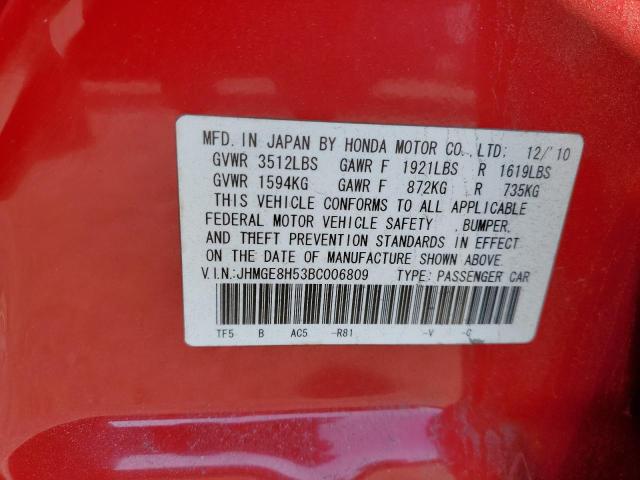 MFD. IN JAPAN BY HONDA MOTOR CO.,LTD: 12/'10
GVWR 3512LBS GAWR F 1921LBS R 1619LBS
GVWR 1594KG GAWR F 872KG R 735KG
THIS VEHICLE CONFORMS TO ALL APPLICABLE
FEDERAL MOTOR VEHICLE SAFETY ,BUMPER,
AND THEFT PREVENTION STANDARDS IN EFFECT
ON THE DATE OF MANUFACTURE SHOWN ABOVE.
V.I.N.:JHMGE8H53BC006809 TYPE: PASSENGER CAR
TF5 B AC5 -R81 -V -C